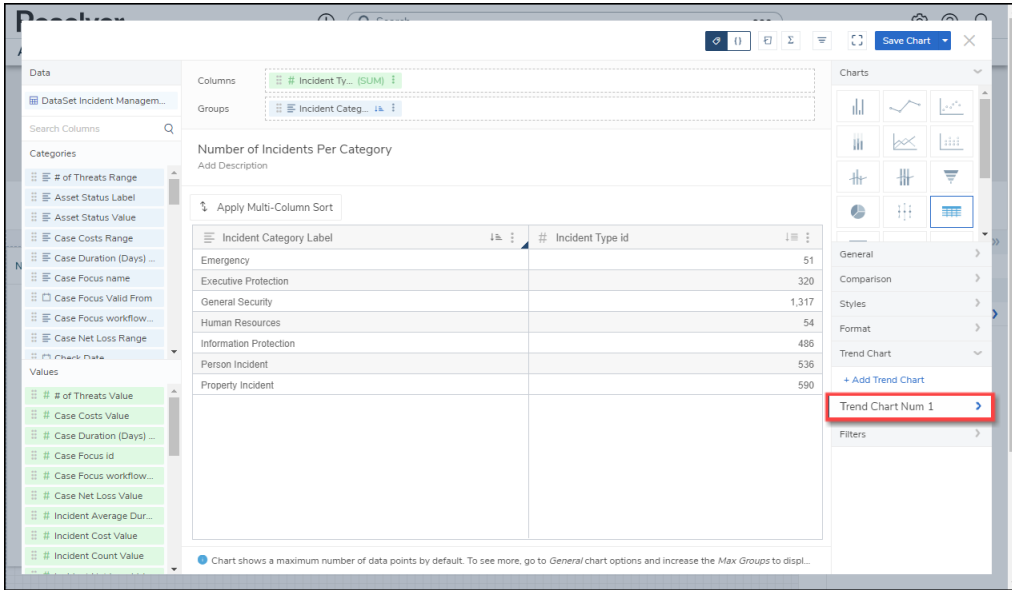 Resolver
Search
Save Chart
Data
DataSet Incident Managem...
Search Columns
Categories
# of Threats Range
Asset Status Label
Asset Status Value
Case Costs Range
Case Duration (Days) ...
Case Focus name
Case Focus Valid From
Case Focus workflow...
Case Net Loss Range
Check Date
Values
# # of Threats Value
# Case Costs Value
# Case Duration (Days) ...
# Case Focus id
# Case Focus workflow...
# Case Net Loss Value
# Incident Average Dur...
# Incident Cost Value
# Incident Count Value
Columns # Incident Ty... (SUM)
Groups Incident Categ...
Number of Incidents Per Category
Add Description
Apply Multi-Column Sort
Incident Category Label # Incident Type id
Emergency 51
Executive Protection 320
General Security 1,317
Human Resources 54
Information Protection 486
Person Incident 536
Property Incident 590
Chart shows a maximum number of data points by default. To see more, go to General chart options and increase the Max Groups to displ...
Charts
General
Comparison
Styles
Format
Trend Chart
+ Add Trend Chart
Trend Chart Num 1
Filters